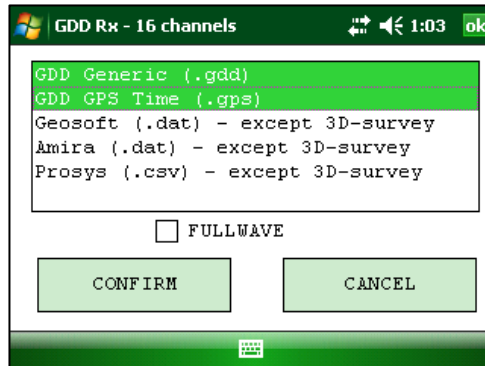 GDD Rx - 16 channels 1:03 ok
GDD Generic (.gdd)
GDD GPS Time (.gps)
Geosoft (.dat) - except 3D-survey
Amira (.dat) - except 3D-survey
Prosys (.csv) - except 3D-survey
FULLWAVE
CONFIRM CANCEL